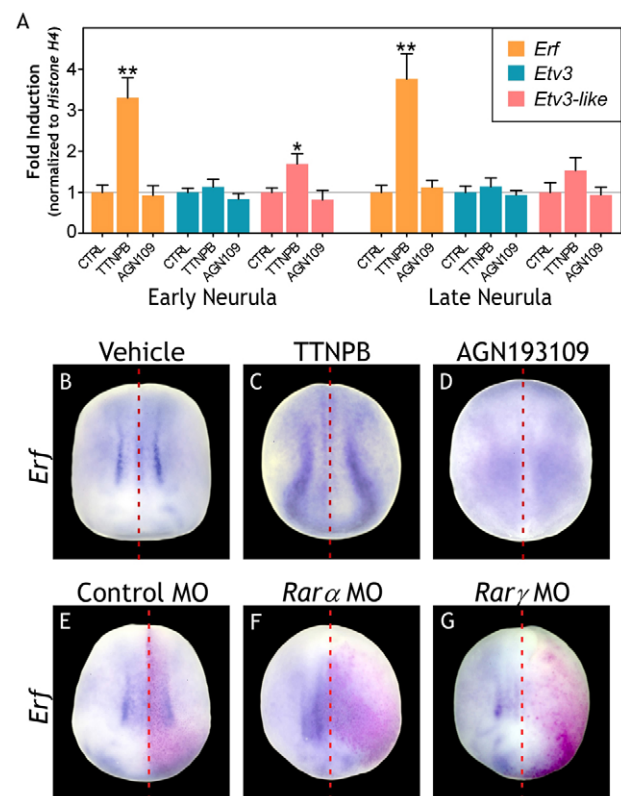 A
Fold Induction
(normalized to Histone H4)
4
3
2
1
0
**
*
**
Erf
Etv3
Etv3-like
CTRL TTNPB AGN109 CTRL TTNPB AGN109 CTRL TTNPB AGN109 CTRL TTNPB AGN109 CTRL TTNPB AGN109 CTRL TTNPB AGN109
Early Neurula Late Neurula
Vehicle TTNPB AGN193109
B C D
Erf
Control MO Rarα MO Rarγ MO
E F G
Erf